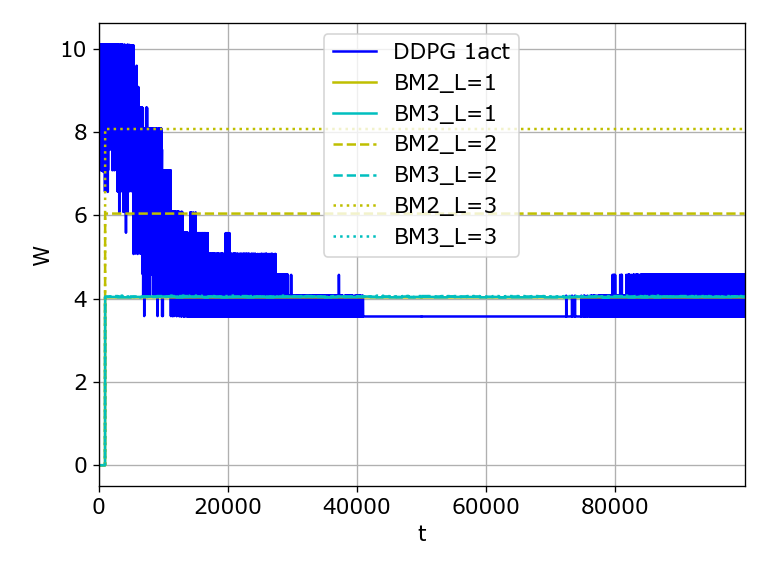 10
8
6
4
2
0
W
DDPG 1act
BM2_L=1
BM3_L=1
BM2_L=2
BM3_L=2
BM2_L=3
BM3_L=3
0 20000 40000 60000 80000
t